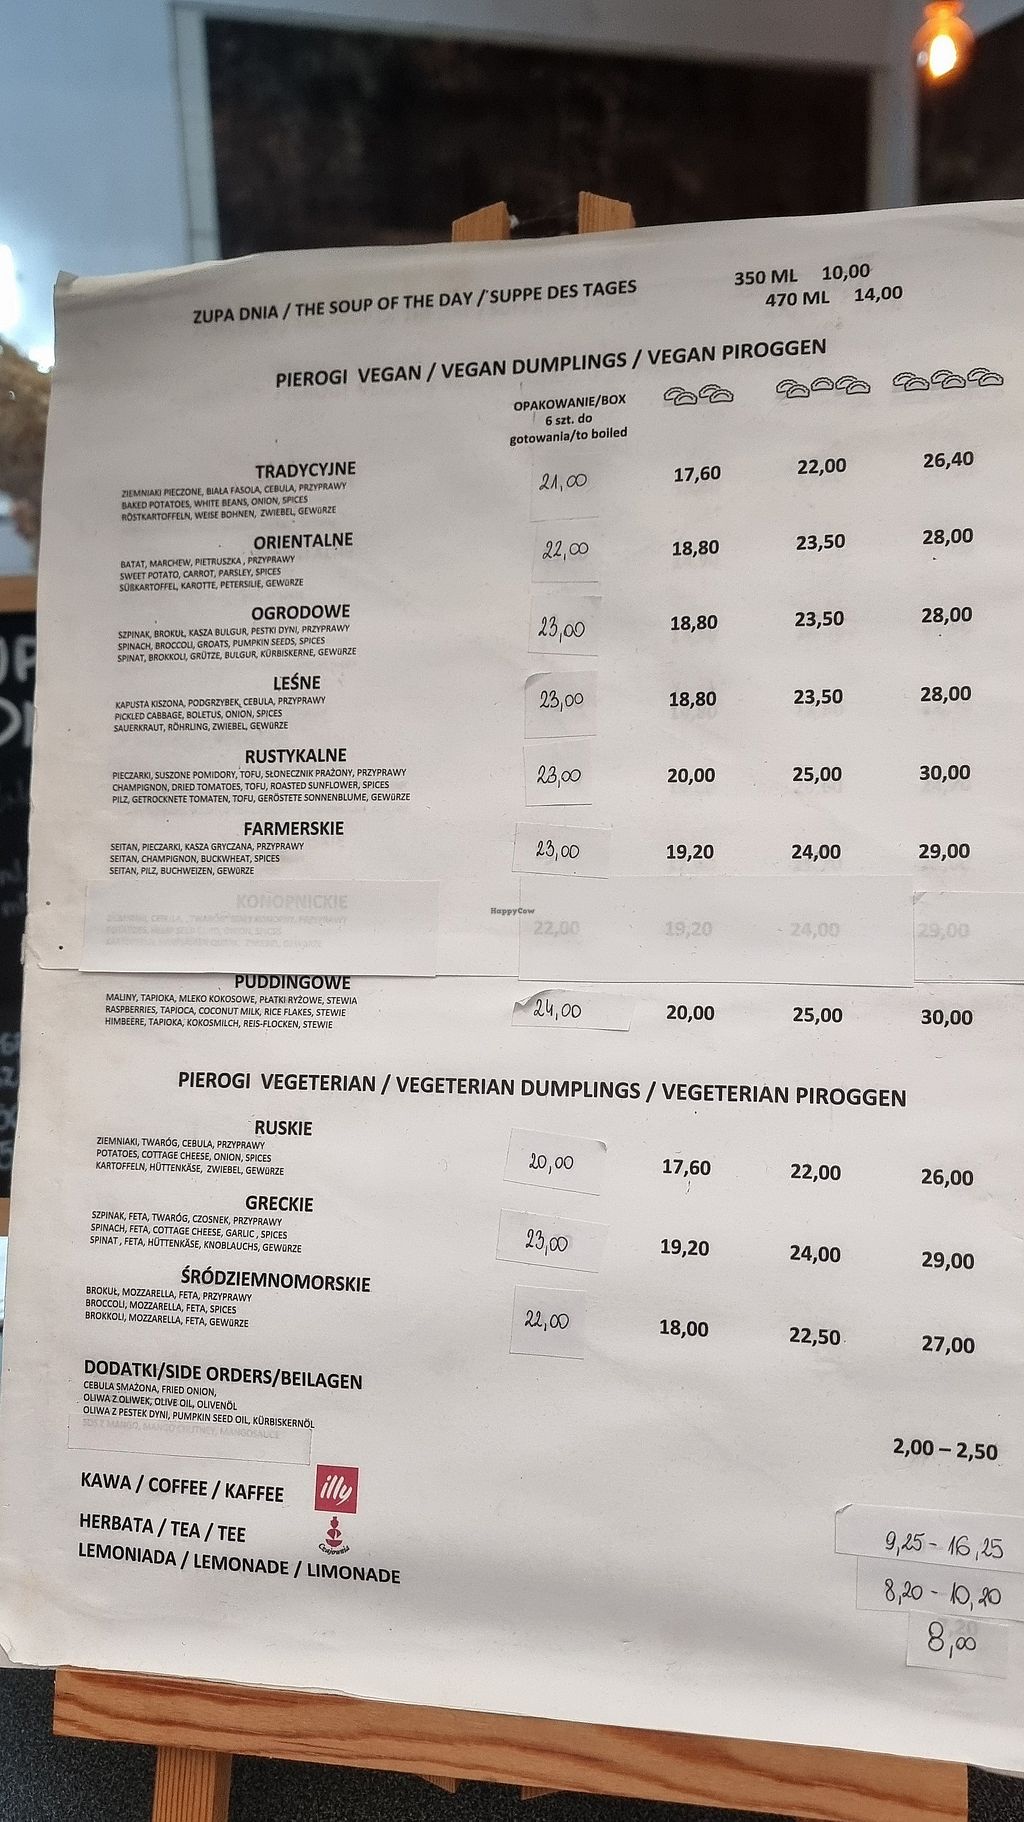 ZUPA DNIA / THE SOUP OF THE DAY / SUPPE DES TAGES
350 ML 10,00
470 ML 14,00
PIEROGI VEGAN / VEGAN DUMPLINGS / VEGAN PIROGGEN
OPAKOWANIE/BOX
6 szt. do
gotowania/to boiled
TRADYCYJNE 21,00 17,60 22,00 26,40
ZIEMNIAKI PIECZONE, BIAŁA FASOLA, CEBULA, PRZYPRAWY
BAKED POTATOES, WHITE BEANS, ONION, SPICES
RÖSTKARTOFFELN, WEISE BOHNEN, ZWIEBEL, GEWÜRZE
ORIENTALNE 22,00 18,80 23,50 28,00
BATAT, MARCHEW, PIETRUSZKA , PRZYPRAWY
SWEET POTATO, CARROT, PARSLEY, SPICES
SÜBKARTOFFEL, KAROTTE, PETERSILIE, GEWÜRZE
OGRODOWE 23,00 18,80 23,50 28,00
SZPINAK, BROKUŁ, KASZA BULGUR, PESTKI DYNI, PRZYPRAWY
SPINACH, BROCCOLI, GROATS, PUMPKIN SEEDS, SPICES
SPINAT, BROKKOLI, GRÜTZE, BULGUR, KÜRBISKERNE, GEWÜRZE
LEŚNE 23,00 18,80 23,50 28,00
KAPUSTA KISZONA, PODGRZYBEK, CEBULA, PRZYPRAWY
PICKLED CABBAGE, BOLETUS, ONION, SPICES
SAUERKRAUT, RÖHRLING, ZWIEBEL, GEWÜRZE
RUSTYKALNE 23,00 20,00 25,00 30,00
PIECZARKI, SUSZONE POMIDORY, TOFU, SŁONECZNIK PRAŻONY, PRZYPRAWY
CHAMPIGNON, DRIED TOMATOES, TOFU, ROASTED SUNFLOWER, SPICES
PILZ, GETROCKNETE TOMATEN, TOFU, GERÖSTETE SONNENBLUME, GEWÜRZE
FARMERSKIE 23,00 19,20 24,00 29,00
SEITAN, PIECZARKI, KASZA GRYCZANA, PRZYPRAWY
SEITAN, CHAMPIGNON, BUCKWHEAT, SPICES
SEITAN, PILZ, BUCHWEIZEN, GEWÜRZE
KONOPNICKIE 22,00 19,20 24,00 29,00
HappyCow
PUDDINGOWE 24,00 20,00 25,00 30,00
MALINY, TAPIOKA, MLEKO KOKOSOWE, PŁATKI RYŻOWE, STEWIA
RASPBERRIES, TAPIOCA, COCONUT MILK, RICE FLAKES, STEWIE
HIMBEERE, TAPIOKA, KOKOSMILCH, REIS-FLOCKEN, STEWIE
PIEROGI VEGETERIAN / VEGETERIAN DUMPLINGS / VEGETERIAN PIROGGEN
RUSKIE 20,00 17,60 22,00 26,00
ZIEMNIAKI, TWARÓG, CEBULA, PRZYPRAWY
POTATOES, COTTAGE CHEESE, ONION, SPICES
KARTOFFELN, HÜTTENKÄSE, ZWIEBEL, GEWÜRZE
GRECKIE 23,00 19,20 24,00 29,00
SZPINAK, FETA, TWARÓG, CZOSNEK, PRZYPRAWY
SPINACH, FETA, COTTAGE CHEESE, GARLIC , SPICES
SPINAT , FETA, HÜTTENKÄSE, KNOBLAUCHS, GEWÜRZE
ŚRÓDZIEMNOMORSKIE 22,00 18,00 22,50 27,00
BROKUŁ, MOZZARELLA, FETA, PRZYPRAWY
BROCCOLI, MOZZARELLA, FETA, SPICES
BROKKOLI, MOZZARELLA, FETA, GEWÜRZE
DODATKI/SIDE ORDERS/BEILAGEN
CEBULA SMAŻONA, FRIED ONION,
OLIWA Z OLIWEK, OLIVE OIL, OLIVENÖL
OLIWA Z PESTEK DYNI, PUMPKIN SEED OIL, KÜRBISKERNÖL
SOS Z MANGO, MANGO CHUTNEY, MANGOSAUCE
2,00 – 2,50
KAWA / COFFEE / KAFFEE illy 9,25 - 16,25
HERBATA / TEA / TEE Czajownia 8,20 - 10,20
LEMONIADA / LEMONADE / LIMONADE 8,00